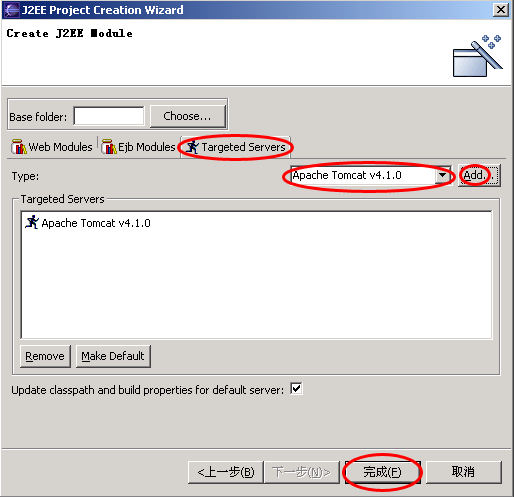 J2EE Project Creation Wizard
Create J2EE Module
Base folder: Choose...
Web Modules Ejb Modules Targeted Servers
Type: Apache Tomcat v4.1.0 Add...
Targeted Servers
Apache Tomcat v4.1.0
Remove Make Default
Update classpath and build properties for default server:
<上一步(B) 下一步(N)> 完成(F) 取消